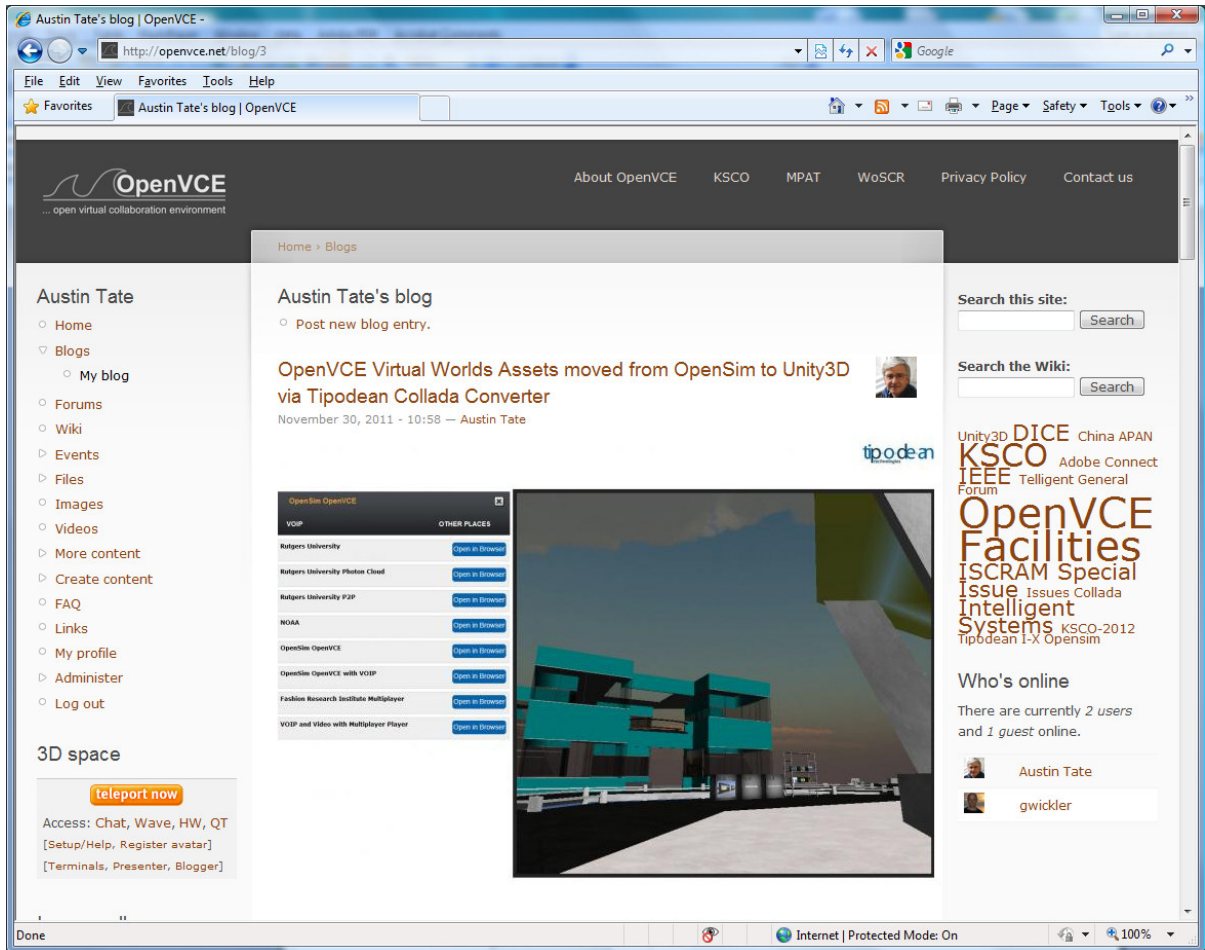 Austin Tate's blog | OpenVCE -
http://openvce.net/blog/3
Google
File Edit View Favorites Tools Help
Favorites
Austin Tate's blog | OpenVCE
Page Safety Tools
OpenVCE
... open virtual collaboration environment
About OpenVCE KSCO MPAT WoSCR Privacy Policy Contact us
Home › Blogs
Austin Tate
Home
Blogs
My blog
Forums
Wiki
Events
Files
Images
Videos
More content
Create content
FAQ
Links
My profile
Administer
Log out
3D space
teleport now
Access: Chat, Wave, HW, QT
[Setup/Help, Register avatar]
[Terminals, Presenter, Blogger]
Austin Tate's blog
Post new blog entry.
OpenVCE Virtual Worlds Assets moved from OpenSim to Unity3D
via Tipodean Collada Converter
November 30, 2011 - 10:58 — Austin Tate
tipodean
technologies
OpenSim OpenVCE
VOIP OTHER PLACES
Rutgers University Open in Browser
Rutgers University Photon Cloud Open in Browser
Rutgers University P2P Open in Browser
NOAA Open in Browser
OpenSim OpenVCE Open in Browser
OpenSim OpenVCE with VOIP Open in Browser
Fashion Research Institute Multiplayer Open in Browser
VOIP and Video with Multiplayer Player Open in Browser
Search this site:
Search
Search the Wiki:
Search
Unity3D DICE China APAN
KSCO Adobe Connect
IEEE Telligent General
Forum
OpenVCE
Facilities
ISCRAM Special
Issue Issues Collada
Intelligent
Systems KSCO-2012
Tipodean I-X Opensim
Who's online
There are currently 2 users
and 1 guest online.
Austin Tate
gwickler
Done
Internet | Protected Mode: On
100%